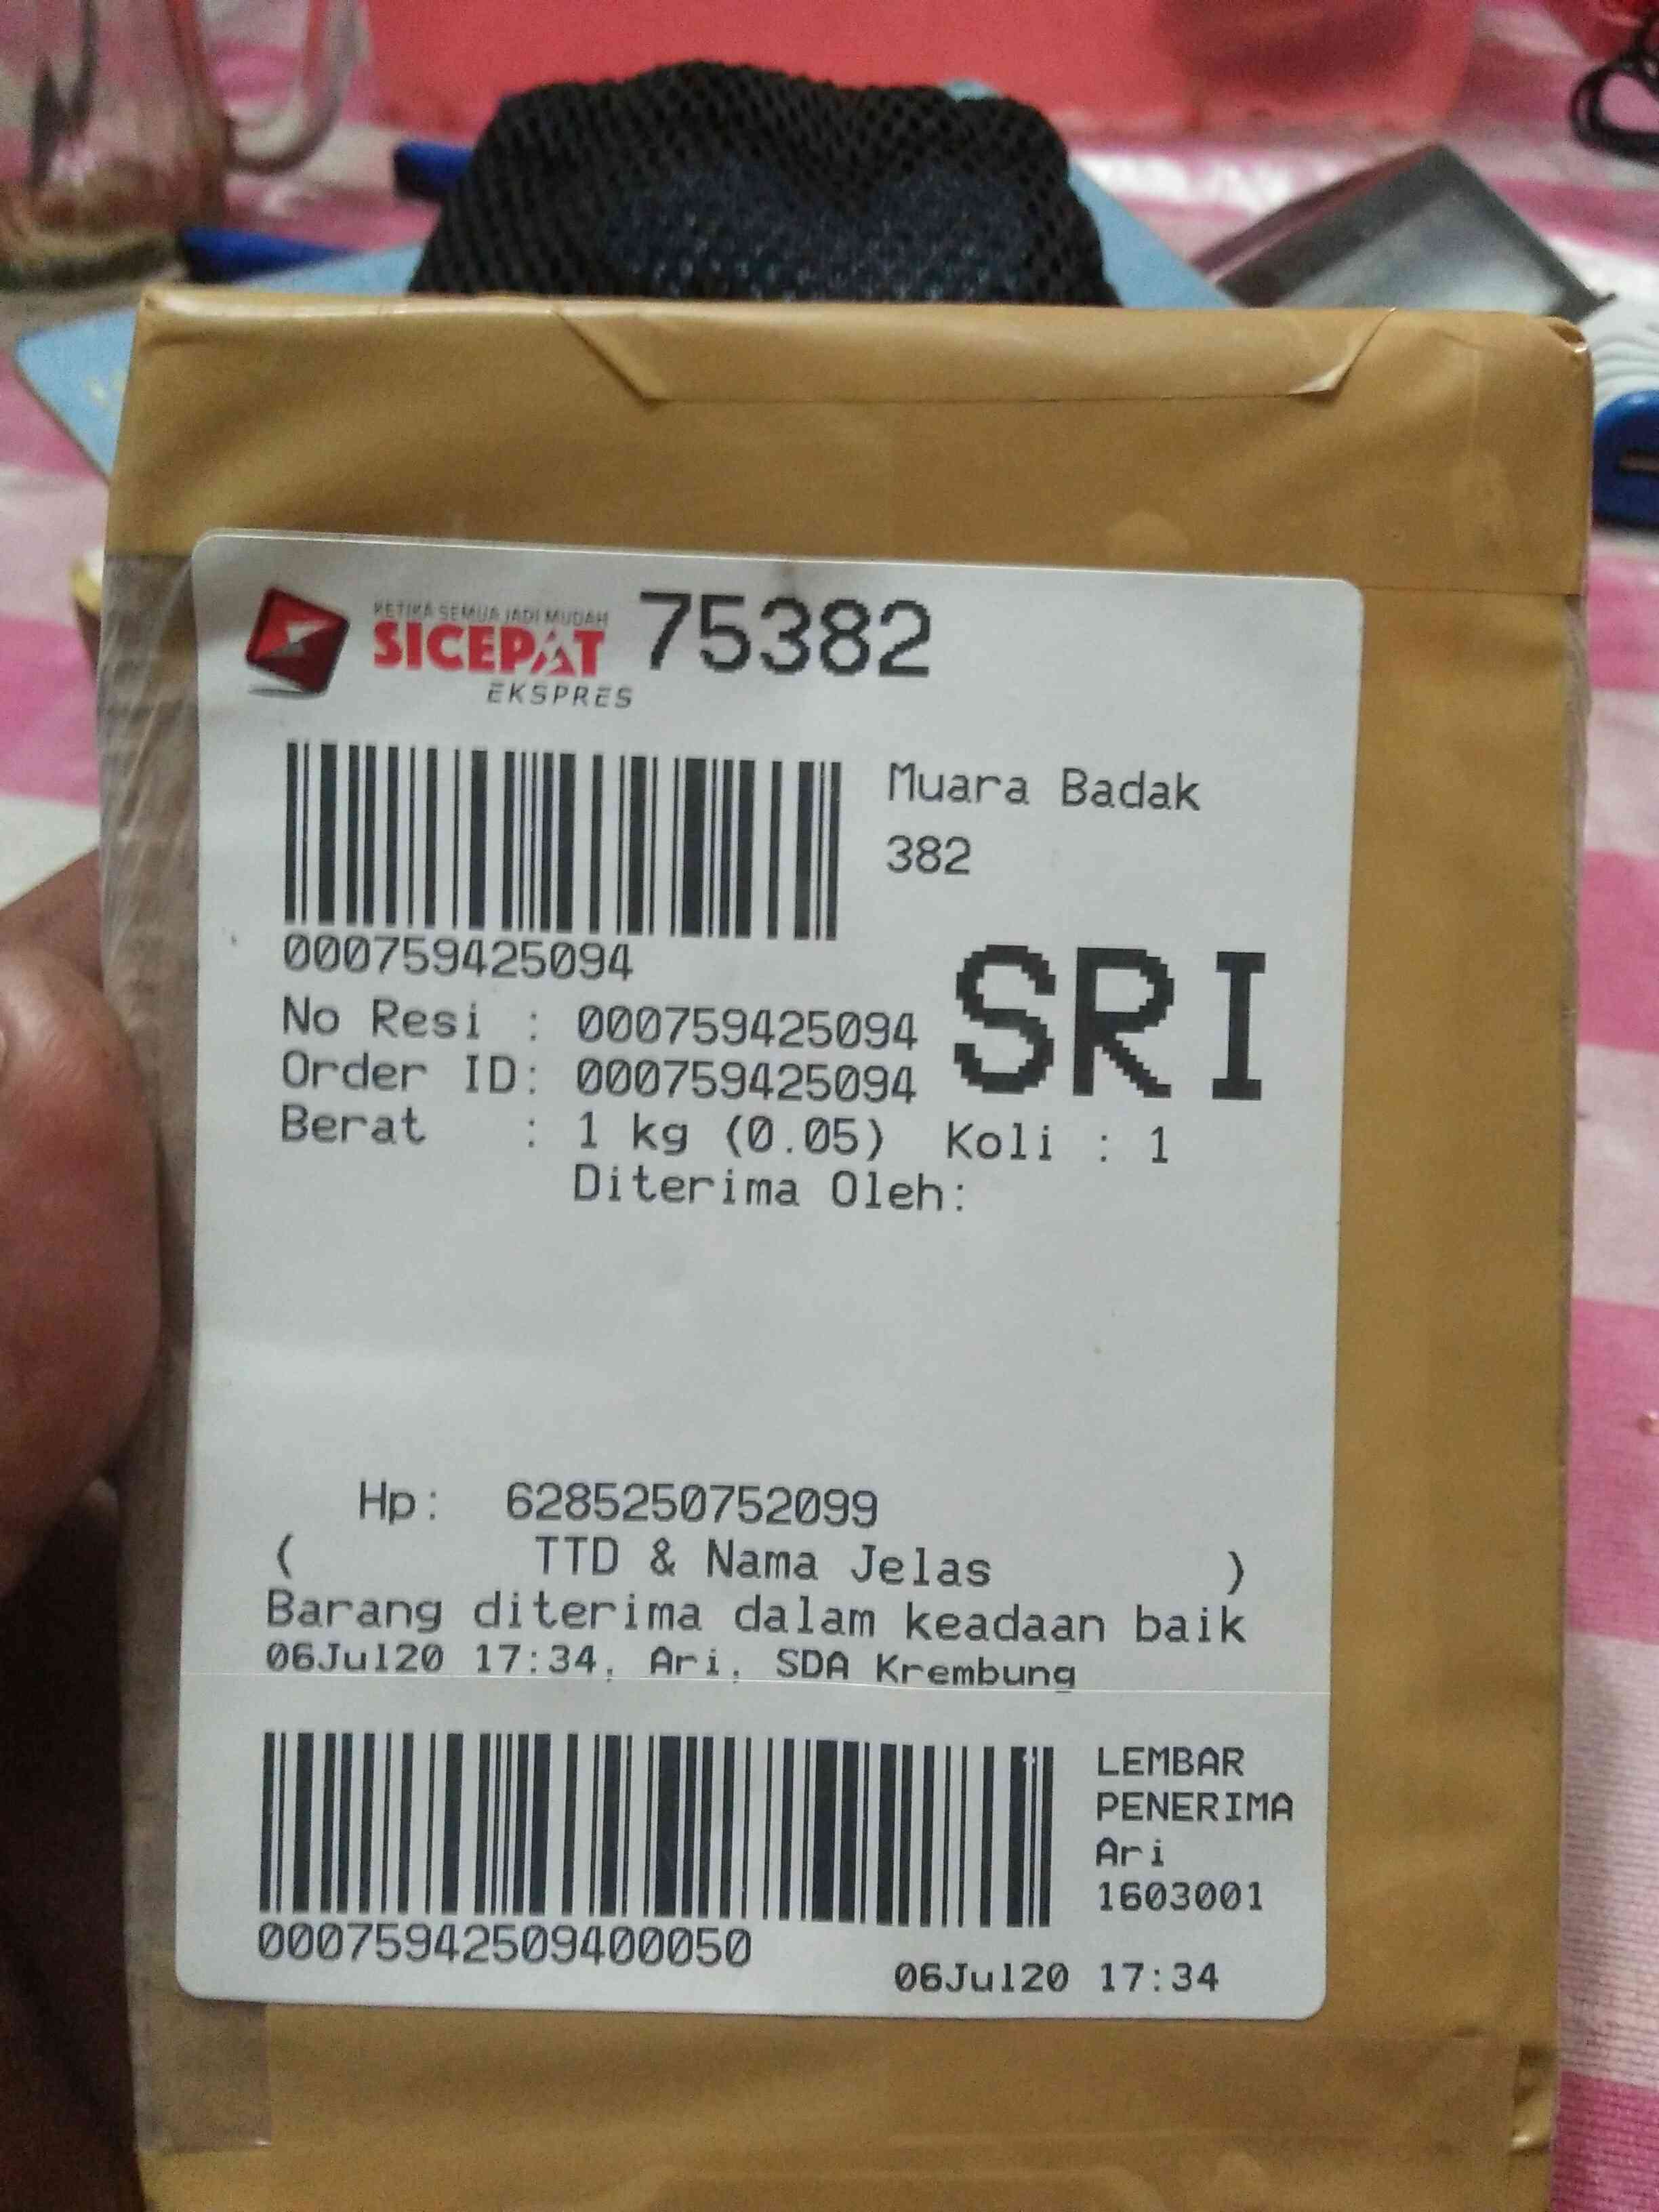 KETIKA SEMUA JADI MUDAH
SICEPAT
EKSPRES
75382
Muara Badak
382
000759425094
SRI
No Resi : 000759425094
Order ID: 000759425094
Berat : 1 kg (0.05) Koli : 1
Diterima Oleh:
Hp: 6285250752099
( TTD & Nama Jelas )
Barang diterima dalam keadaan baik
06Jul20 17:34, Ari, SDA Krembung
LEMBAR
PENERIMA
Ari
1603001
00075942509400050
06Jul20 17:34